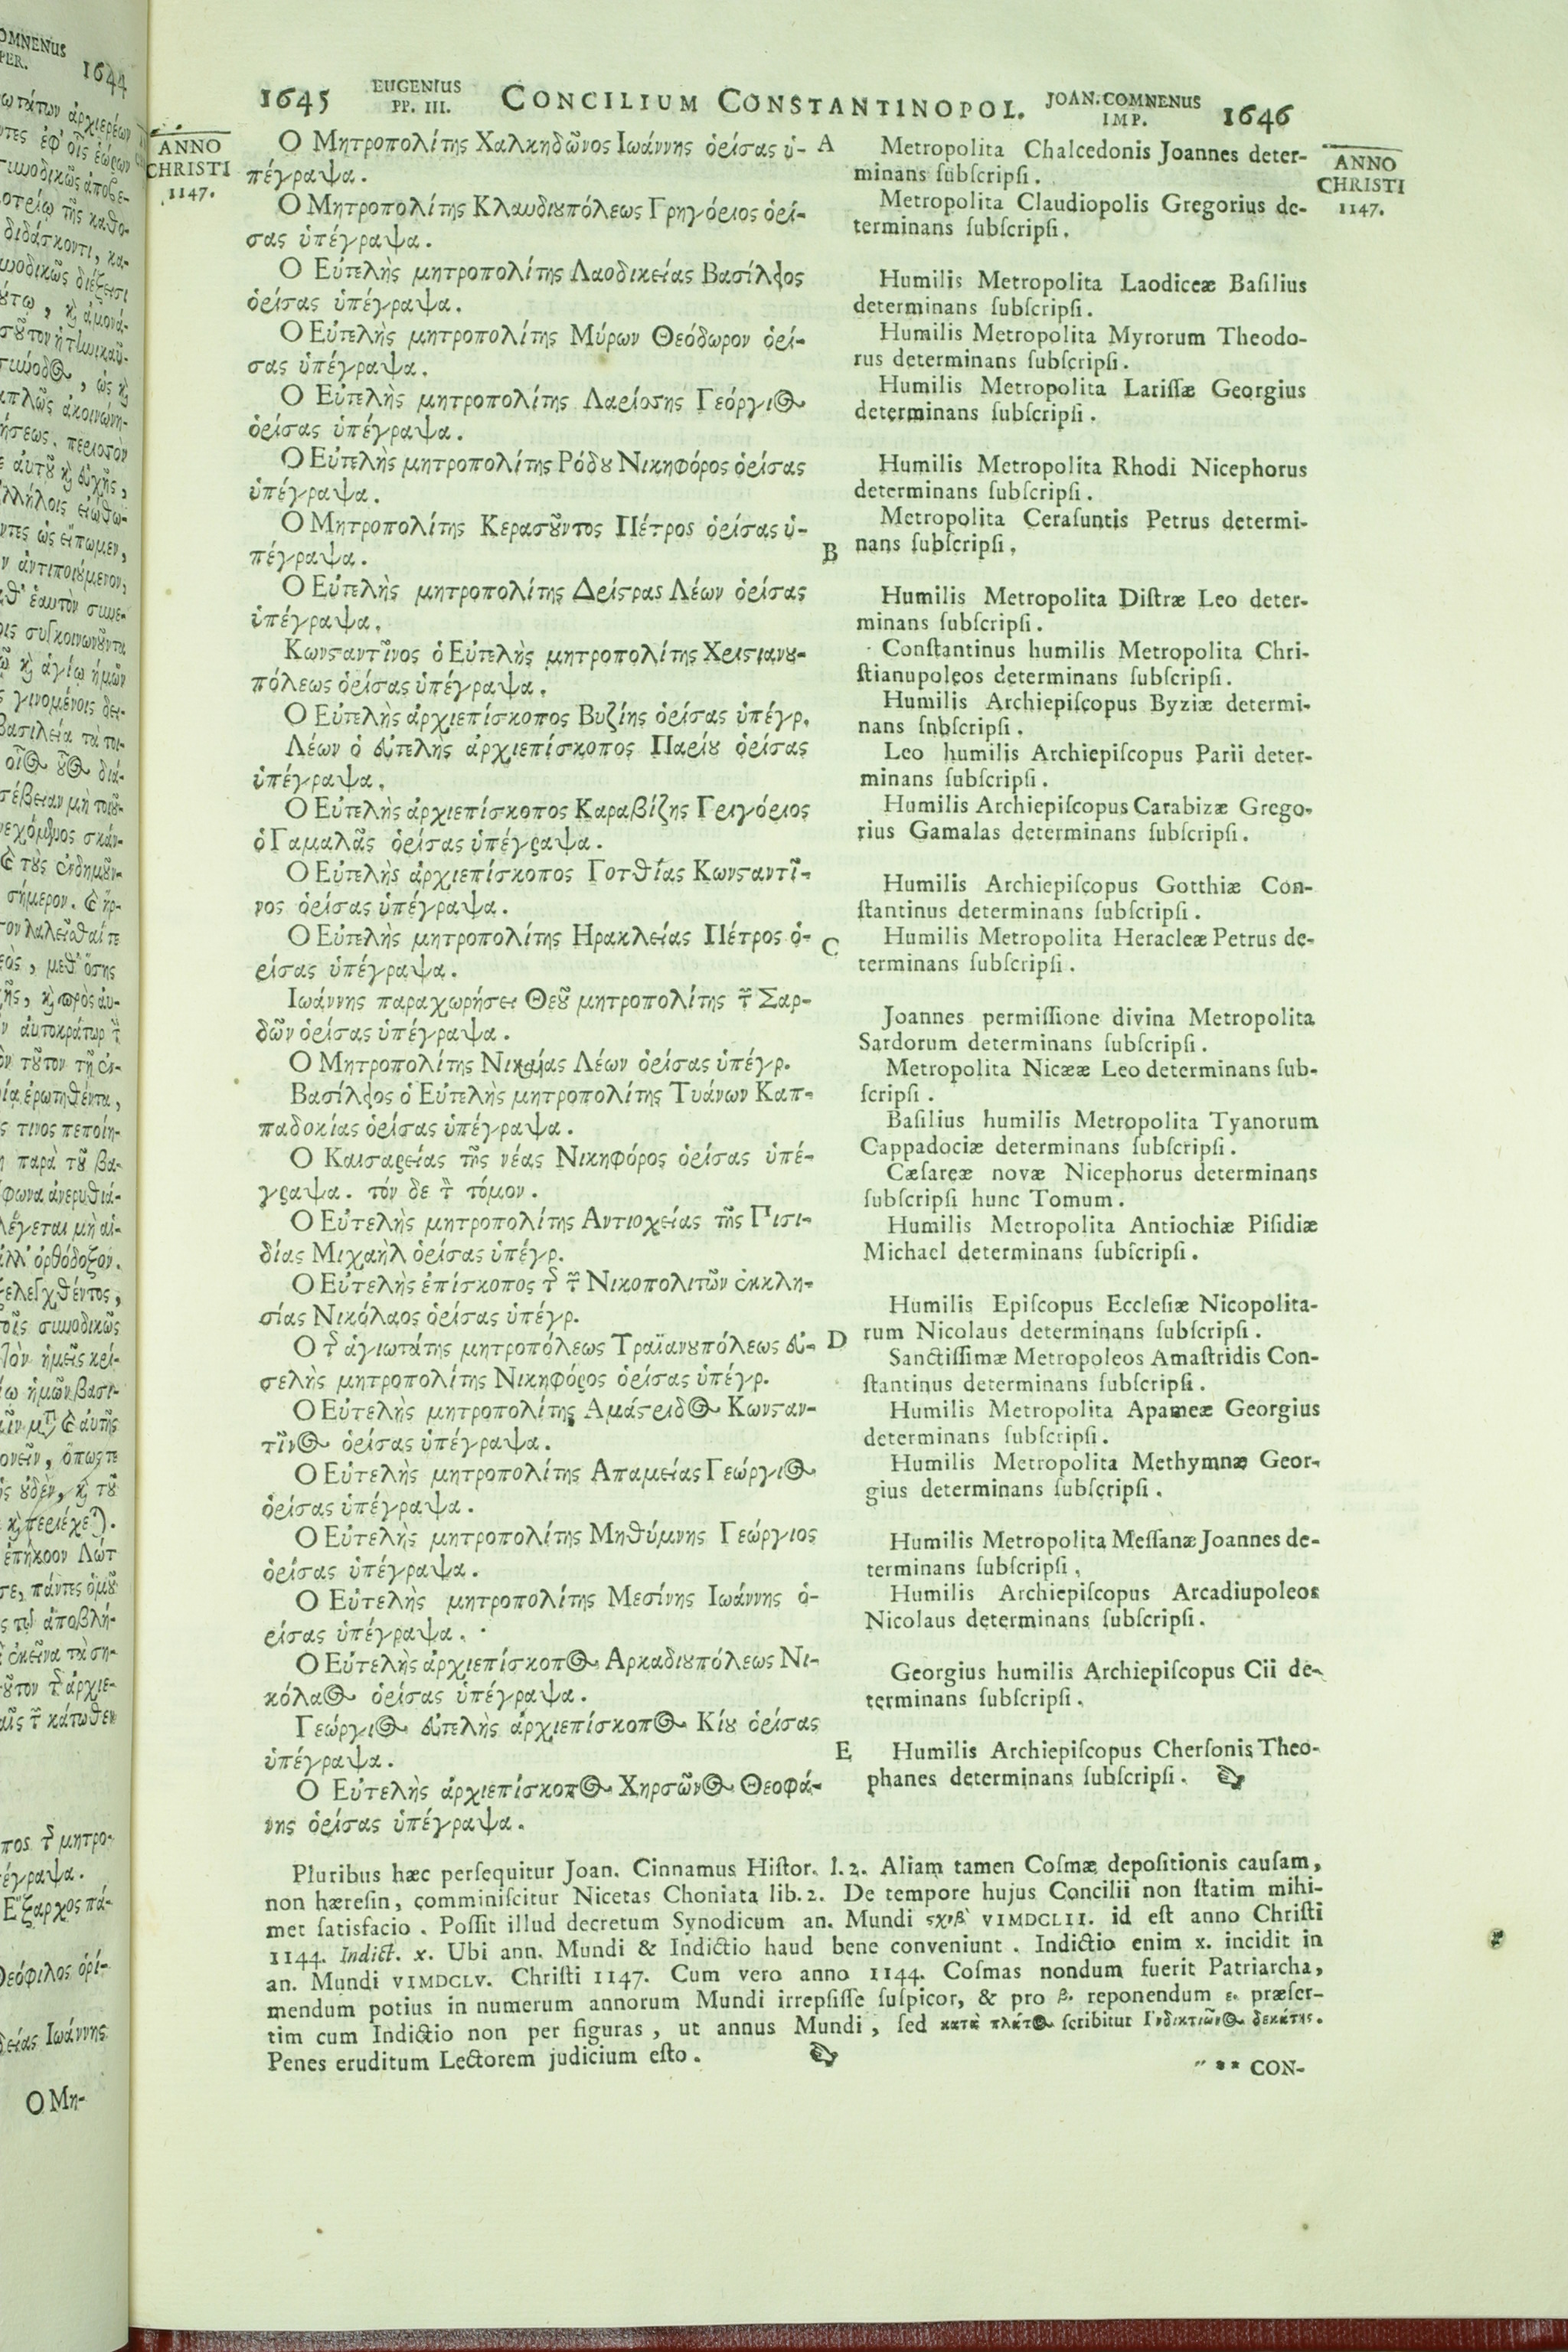 1645 EUGENIUS PP. III. CONCILIUM CONSTANTINOPOL. JOAN. COMNENUS IMP. 1646
ANNO
CHRISTI
1147.
Ο Μητροπολίτης Χαλκηδῶνος Ιωάννης ὁρίσας ὑ-
πέγραψα.
Ο Μητροπολίτης Κλαυδιουπόλεως Γρηγόριος ὁρί-
σας ὑπέγραψα.
Ο Εὐτελὴς μητροπολίτης Λαοδικείας Βασίλειος
ὁρίσας ὑπέγραψα.
Ο Εὐτελὴς μητροπολίτης Μύρων Θεόδωρον ὁρί-
σας ὑπέγραψα.
Ο Εὐτελὴς μητροπολίτης Λαρίσσης Γεόργιος
ὁρίσας ὑπέγραψα.
Ο Εὐτελὴς μητροπολίτης Ρόδου Νικηφόρος ὁρίσας
ὑπέγραψα.
Ο Μητροπολίτης Κερασοῦντος Πέτρος ὁρίσας ὑ-
πέγραψα.
Ο Εὐτελὴς μητροπολίτης Δρίστρας Λέων ὁρίσας
ὑπέγραψα.
Κωνσταντῖνος ὁ Εὐτελὴς μητροπολίτης Χριστιανου-
πόλεως ὁρίσας ὑπέγραψα.
Ο Εὐτελὴς ἀρχιεπίσκοπος Βυζίης ὁρίσας ὑπέγρ.
Λέων ὁ εὐτελὴς ἀρχιεπίσκοπος Παρίου ὁρίσας
ὑπέγραψα.
Ο Εὐτελὴς ἀρχιεπίσκοπος Καραβίζης Γριγόριος
ὁ Γαμαλᾶς ὁρίσας ὑπέγραψα.
Ο Εὐτελὴς ἀρχιεπίσκοπος Γοτθίας Κωνσταντῖ-
νος ὁρίσας ὑπέγραψα.
Ο Εὐτελὴς μητροπολίτης Ηρακλείας Πέτρος ὁ-
ρίσας ὑπέγραψα.
Ιωάννης παραχωρήσει Θεοῦ μητροπολίτης τῶν Σαρ-
δῶν ὁρίσας ὑπέγραψα.
Ο Μητροπολίτης Νικαίας Λέων ὁρίσας ὑπέγρ.
Βασίλειος ὁ Εὐτελὴς μητροπολίτης Τυάνων Καπ-
παδοκίας ὁρίσας ὑπέγραψα.
Ο Καισαρείας τῆς νέας Νικηφόρος ὁρίσας ὑπέ-
γραψα. τόν δε τὸν τόμον.
Ο Εὐτελὴς μητροπολίτης Αντιοχείας τῆς Πισι-
δίας Μιχαὴλ ὁρίσας ὑπέγρ.
Ο Εὐτελὴς ἐπίσκοπος τῆς τῶν Νικοπολιτῶν ἐκκλη-
σίας Νικόλαος ὁρίσας ὑπέγρ.
Ο τῆς ἁγιωτάτης μητροπόλεως Τραϊανουπόλεως εὐ-
σελὴς μητροπολίτης Νικηφόρος ὁρίσας ὑπέγρ.
Ο Εὐτελὴς μητροπολίτης Αμάστριδος Κωνσταν-
τῖνος ὁρίσας ὑπέγραψα.
Ο Εὐτελὴς μητροπολίτης Απαμείας Γεώργιος
ὁρίσας ὑπέγραψα.
Ο Εὐτελὴς μητροπολίτης Μηθύμνης Γεώργιος
ὁρίσας ὑπέγραψα.
Ο Εὐτελὴς μητροπολίτης Μεσίνης Ιωάννης ὁ-
ρίσας ὑπέγραψα.
Ο Εὐτελὴς ἀρχιεπίσκοπος Αρκαδιουπόλεως Νι-
κόλαος ὁρίσας ὑπέγραψα.
Γεώργιος εὐτελὴς ἀρχιεπίσκοπος Κίου ὁρίσας
ὑπέγραψα.
Ο Εὐτελὴς ἀρχιεπίσκοπος Χηρσῶνος Θεοφά-
νης ὁρίσας ὑπέγραψα.
A
B
C
D
E
Metropolita Chalcedonis Joannes deter-
minans subscripsi.
Metropolita Claudiopolis Gregorius de-
terminans subscripsi.
Humilis Metropolita Laodiceæ Basilius
determinans subscripsi.
Humilis Metropolita Myrorum Theodo-
rus determinans subscripsi.
Humilis Metropolita Larissæ Georgius
determinans subscripsi.
Humilis Metropolita Rhodi Nicephorus
determinans subscripsi.
Metropolita Cerasuntis Petrus determi-
nans subscripsi.
Humilis Metropolita Distræ Leo deter-
minans subscripsi.
Constantinus humilis Metropolita Chri-
stianupoleos determinans subscripsi.
Humilis Archiepiscopus Byziæ determi-
nans snbscripsi.
Leo humilis Archiepiscopus Parii deter-
minans subscripsi.
Humilis Archiepiscopus Carabizæ Grego-
rius Gamalas determinans subscripsi.
Humilis Archiepiscopus Gotthiæ Con-
stantinus determinans subscripsi.
Humilis Metropolita Heracleæ Petrus de-
terminans subscripsi.
Joannes permissione divina Metropolita
Sardorum determinans subscripsi.
Metropolita Nicææ Leo determinans sub-
scripsi.
Basilius humilis Metropolita Tyanorum
Cappadociæ determinans subscripsi.
Cæsareæ novæ Nicephorus determinans
subscripsi hunc Tomum.
Humilis Metropolita Antiochiæ Pisidiæ
Michael determinans subscripsi.
Humilis Episcopus Ecclesiæ Nicopolita-
rum Nicolaus determinans subscripsi.
Sanctissimæ Metropoleos Amastridis Con-
stantinus determinans subscripsi.
Humilis Metropolita Apameæ Georgius
determinans subscripsi.
Humilis Metropolita Methymnæ Geor-
gius determinans subscripsi.
Humilis Metropolita Messanæ Joannes de-
terminans subscripsi.
Humilis Archiepiscopus Arcadiupoleos
Nicolaus determinans subscripsi.
Georgius humilis Archiepiscopus Cii de-
terminans subscripsi.
Humilis Archiepiscopus Chersonis Theo-
phanes determinans subscripsi.
ANNO
CHRISTI
1147.
Pluribus hæc persequitur Joan. Cinnamus Histor. l. 2. Aliam tamen Cosmæ depositionis causam,
non hæresin, comminiscitur Nicetas Choniata lib. 2. De tempore hujus Concilii non statim mihi-
met satisfacio. Possit illud decretum Synodicum an. Mundi ϛχνβ VIMDCLII. id est anno Christi
1144. Indict. x. Ubi ann. Mundi & Indictio haud bene conveniunt. Indictio enim x. incidit in
an. Mundi VIMDCLV. Christi 1147. Cum vero anno 1144. Cosmas nondum fuerit Patriarcha,
mendum potius in numerum annorum Mundi irrepsisse suspicor, & pro β. reponendum ε. præser-
tim cum Indictio non per figuras, ut annus Mundi, sed κατὰ πλάτος scribitur Ἰνδικτιῶνος δεκάτης.
Penes eruditum Lectorem judicium esto.
** CON-